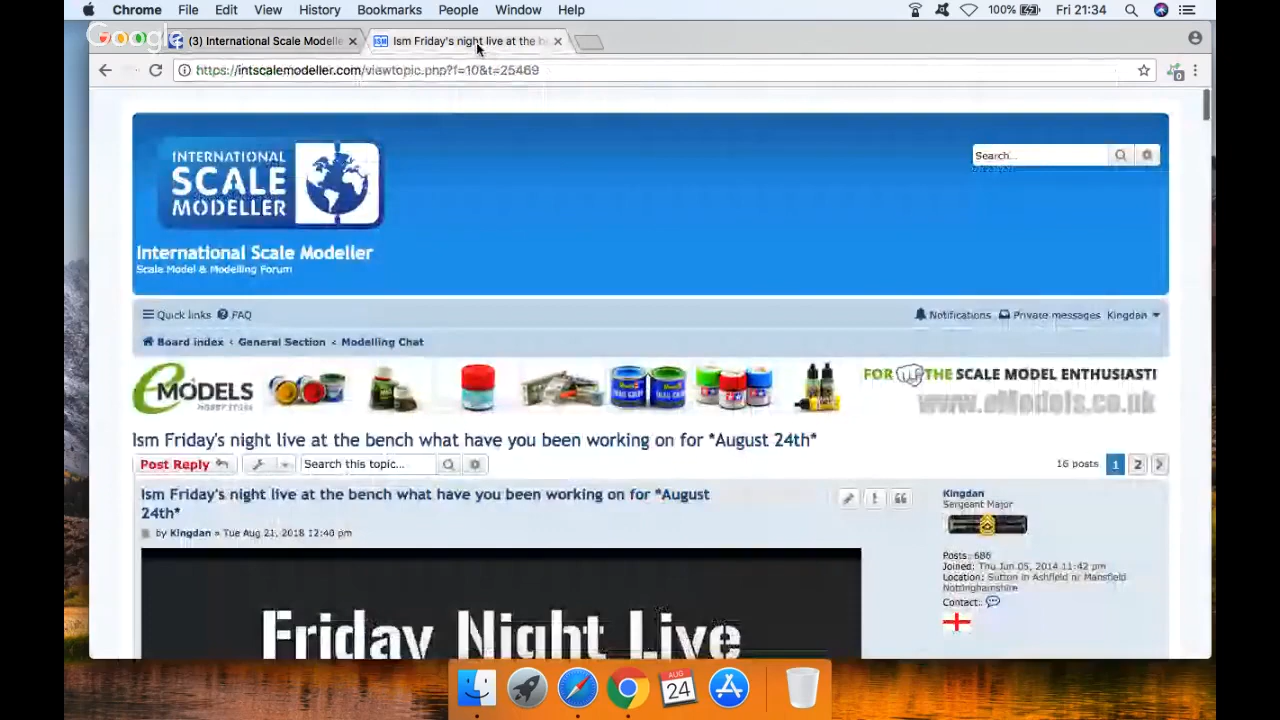 Chrome File Edit View History Bookmarks People Window Help 100% Fri 21:34
Google
(3) International Scale Modelle
Ism Friday's night live at the be
https://intscalemodeller.com/viewtopic.php?f=10&t=25469
0
INTERNATIONAL
SCALE
MODELLER
Search...
International Scale Modeller
Scale Model & Modelling Forum
Quick links FAQ Notifications Private messages Kingdan
Board index ‹ General Section ‹ Modelling Chat
eMODELS FOR THE SCALE MODEL ENTHUSIAST!
www.eModels.co.uk
Ism Friday's night live at the bench what have you been working on for *August 24th*
Post Reply Search this topic... 16 posts 1 2
Ism Friday's night live at the bench what have you been working on for *August
24th*
by Kingdan » Tue Aug 21, 2018 12:40 pm
Kingdan
Sergeant Major
Posts: 686
Joined: Thu Jun 05, 2014 11:42 pm
Location: Sutton in Ashfield nr Mansfield
Nottinghamshire
Contact:
Friday Night Live
AUG
24